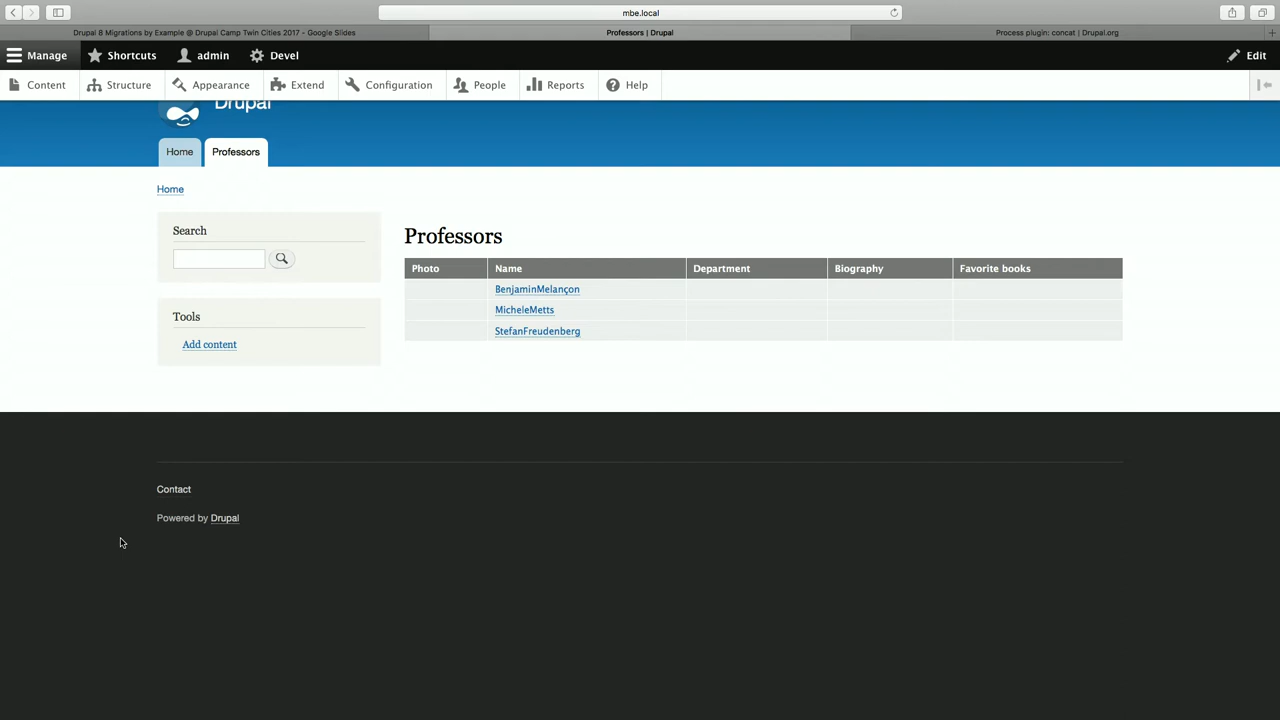 mbe.local
Drupal 8 Migrations by Example @ Drupal Camp Twin Cities 2017 - Google Slides
Professors | Drupal
Process plugin: concat | Drupal.org
Manage Shortcuts admin Devel Edit
Content Structure Appearance Extend Configuration People Reports Help
Drupal
Home Professors
Home
Search
Tools
Add content
Professors
Photo Name Department Biography Favorite books
BenjaminMelançon
MicheleMetts
StefanFreudenberg
Contact
Powered by Drupal